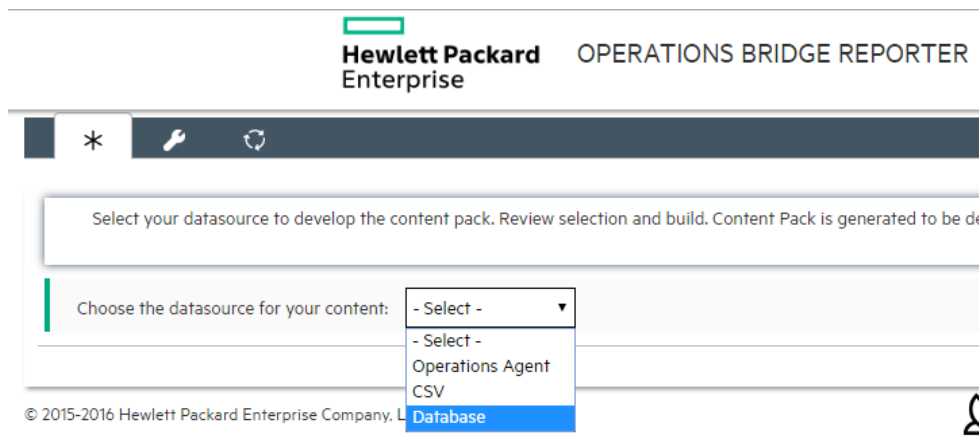 Hewlett Packard
Enterprise
OPERATIONS BRIDGE REPORTER
Select your datasource to develop the content pack. Review selection and build. Content Pack is generated to be
Choose the datasource for your content:
- Select -
- Select -
Operations Agent
CSV
Database
© 2015-2016 Hewlett Packard Enterprise Company,